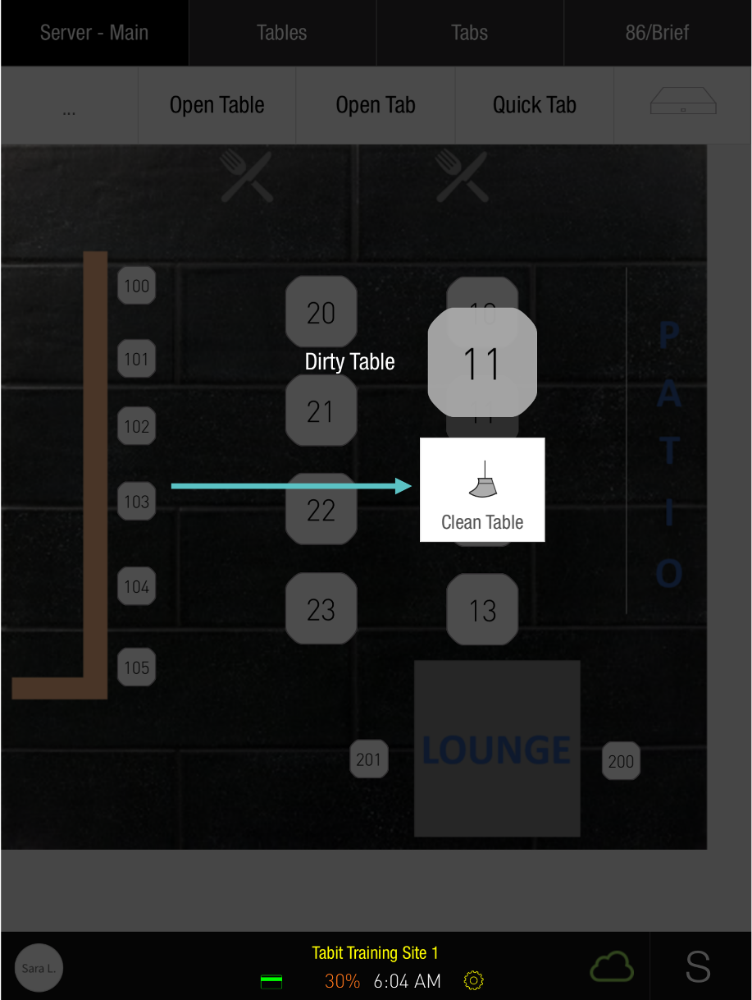 Server - Main
Tables
Tabs
86/Brief
...
Open Table
Open Tab
Quick Tab
100
20
10
101
Dirty Table
11
21
11
102
103
22
Clean Table
104
23
13
105
PATIO
LOUNGE
201
200
Sara L.
Tabit Training Site 1
30% 6:04 AM
S